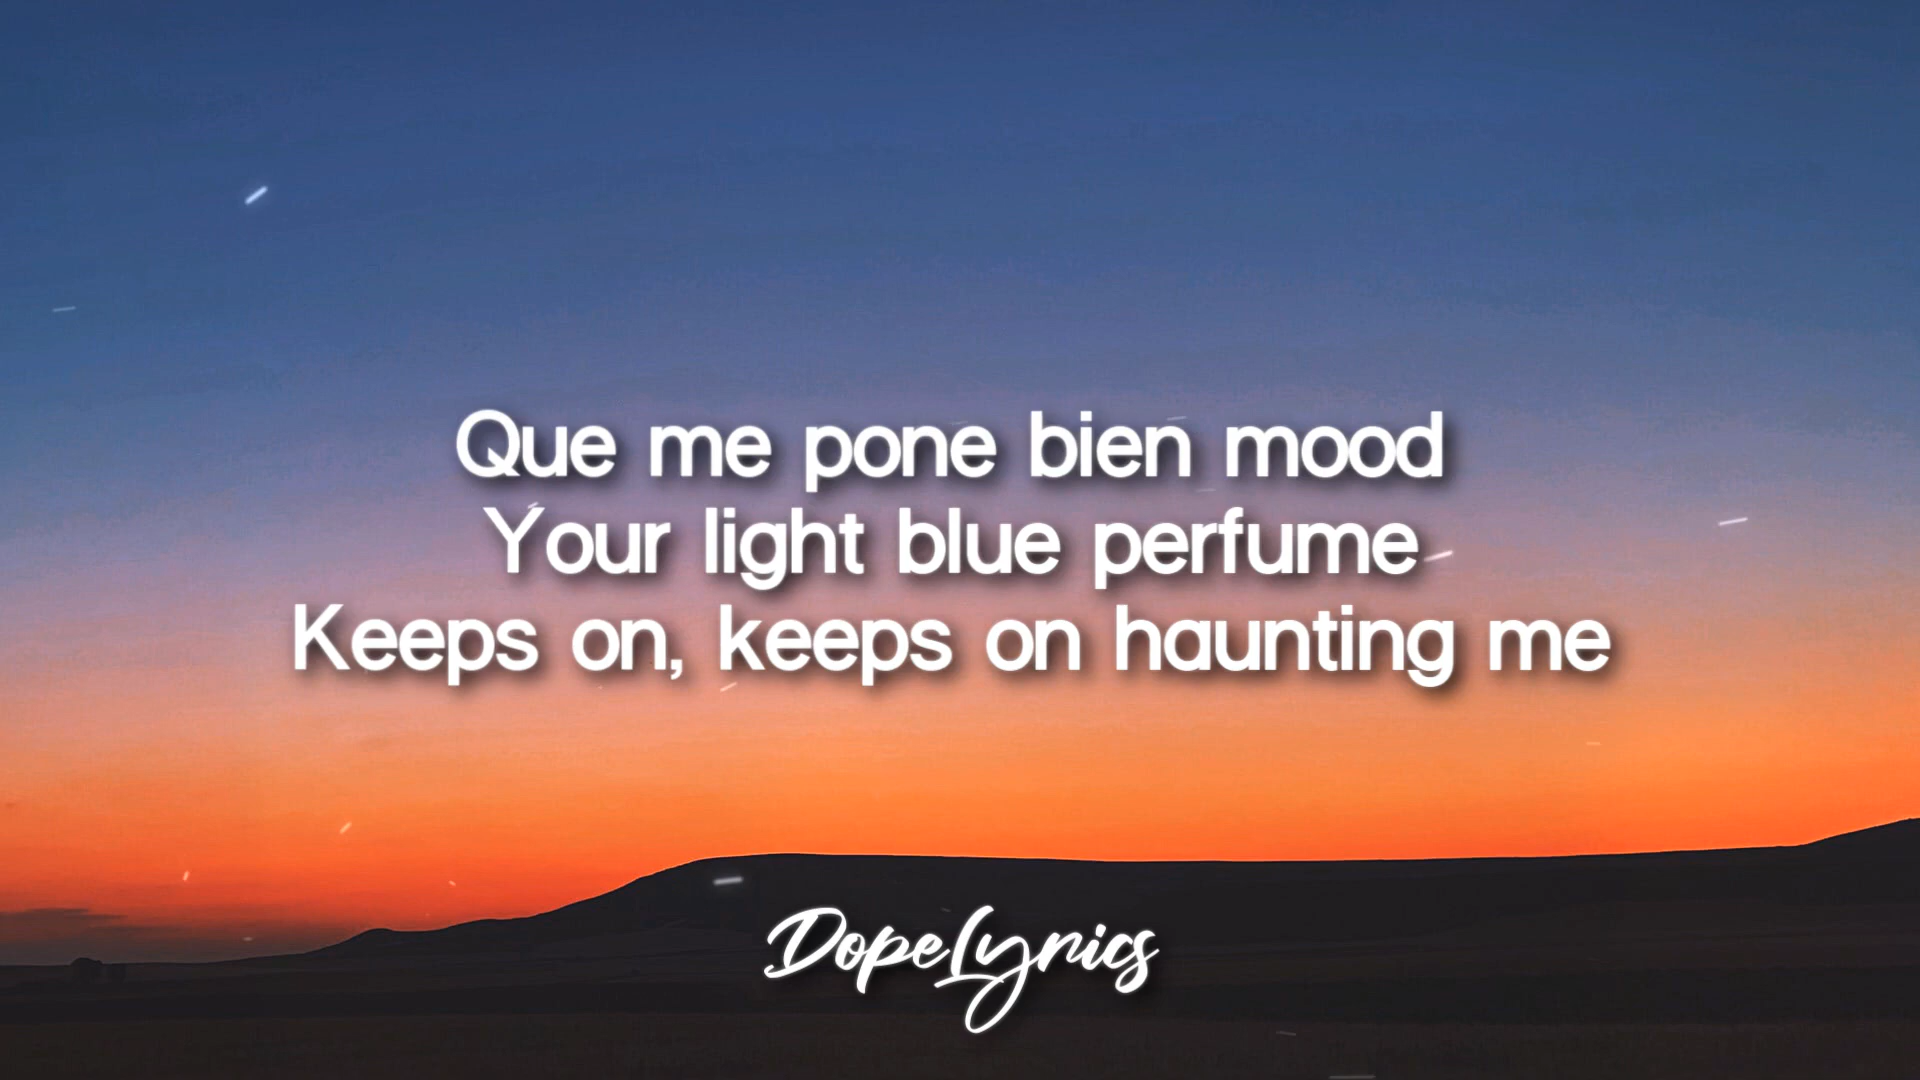 Que me pone bien mood
Your light blue perfume
Keeps on, keeps on haunting me
DopeLyrics